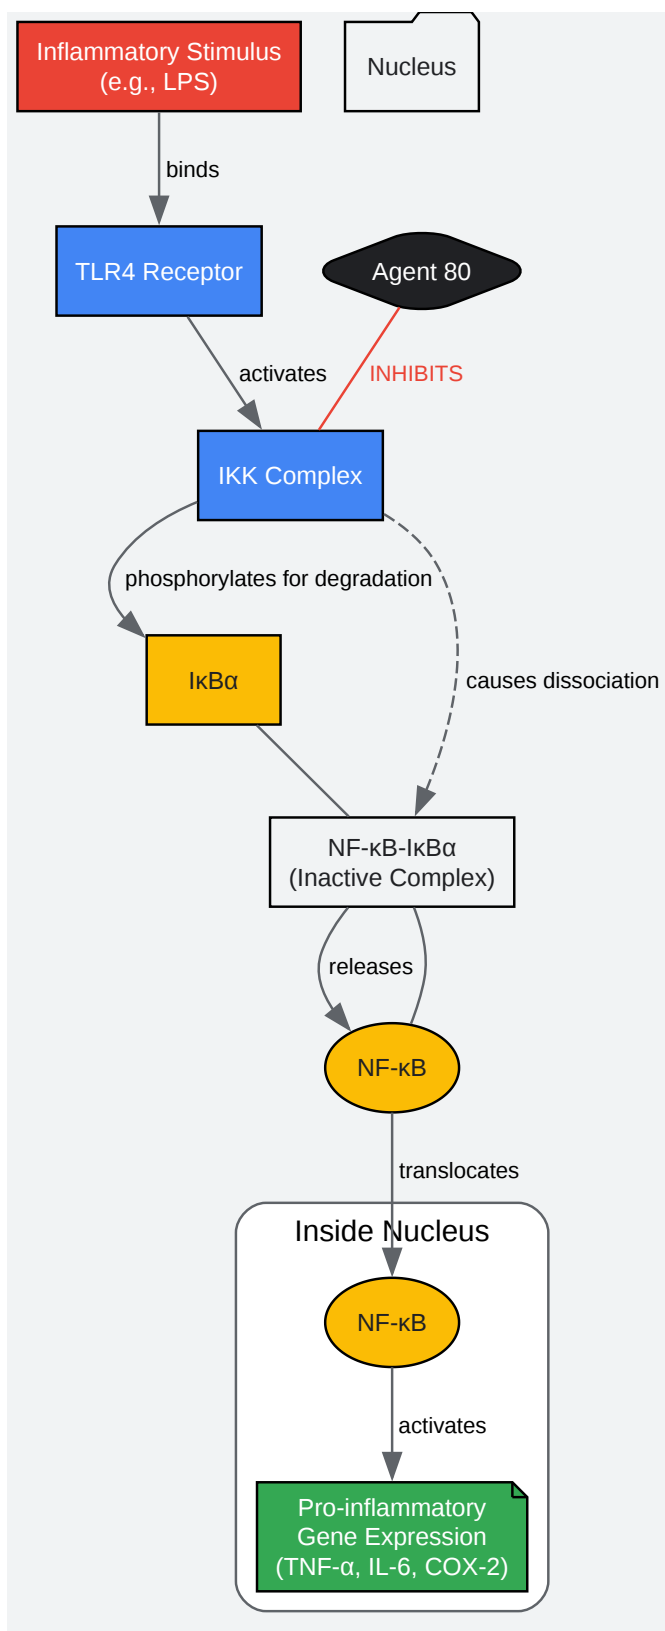 Inflammatory Stimulus
(e.g., LPS)
Nucleus
binds
TLR4 Receptor
Agent 80
activates
INHIBITS
IKK Complex
phosphorylates for degradation
IκBα
causes dissociation
NF-κB-IκBα
(Inactive Complex)
releases
NF-κB
translocates
Inside Nucleus
NF-κB
activates
Pro-inflammatory
Gene Expression
(TNF-α, IL-6, COX-2)